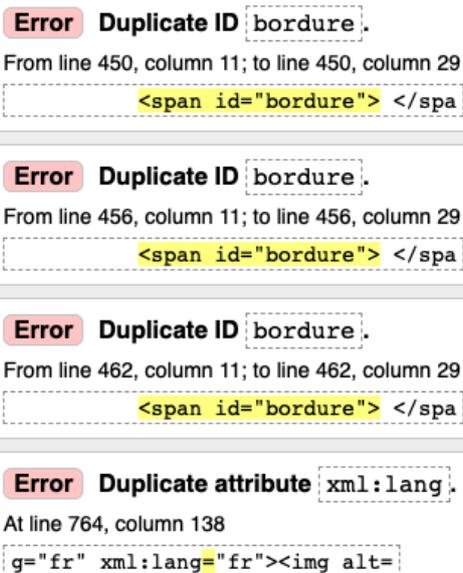 Error Duplicate ID bordure.
From line 450, column 11; to line 450, column 29
<span id="bordure"> </spa
Error Duplicate ID bordure.
From line 456, column 11; to line 456, column 29
<span id="bordure"> </spa
Error Duplicate ID bordure.
From line 462, column 11; to line 462, column 29
<span id="bordure"> </spa
Error Duplicate attribute xml:lang.
At line 764, column 138
g="fr" xml:lang="fr"><img alt=